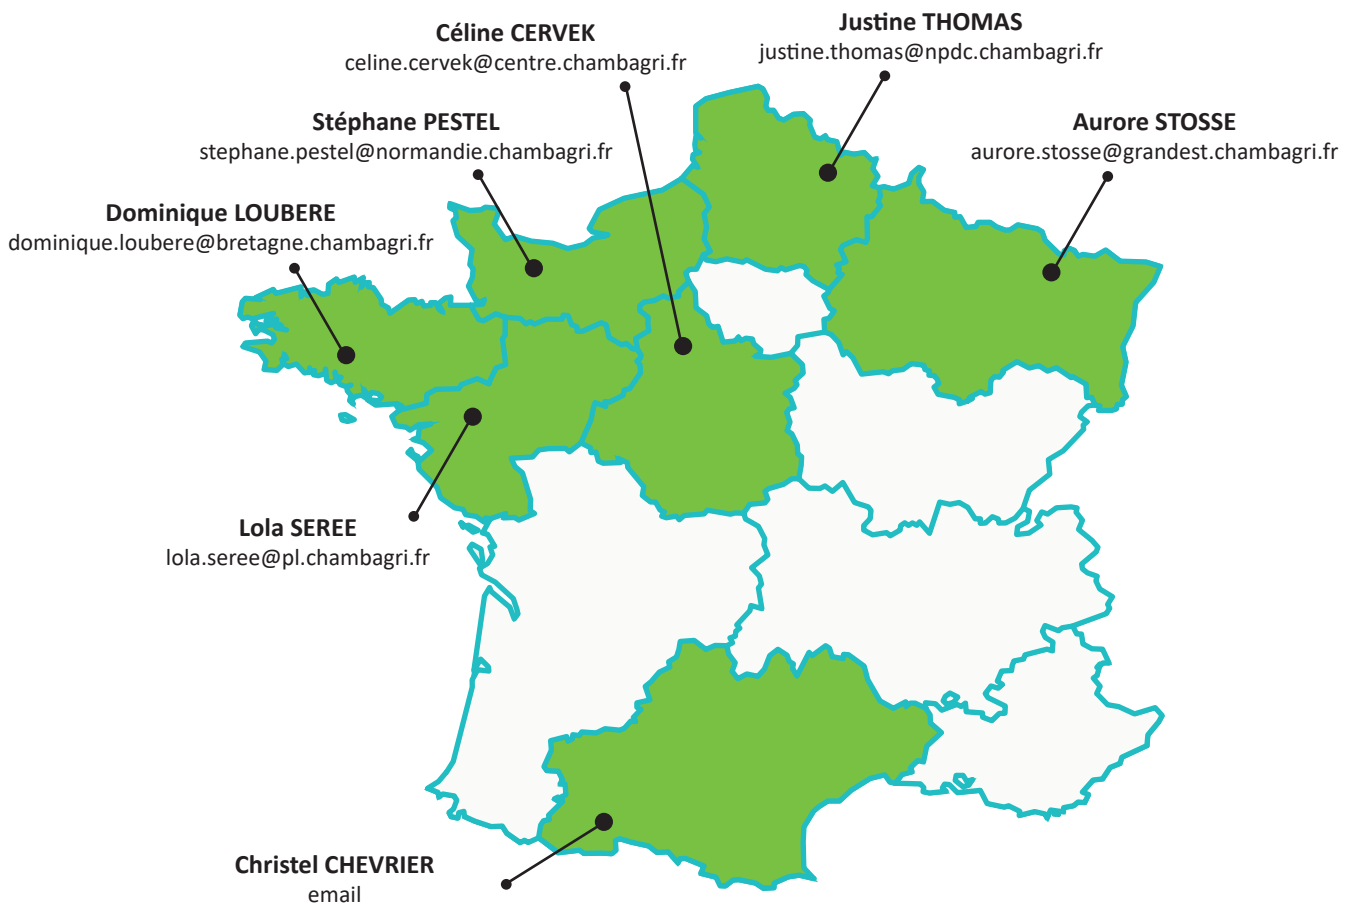 Justine THOMAS
justine.thomas@npdc.chambagri.fr
Céline CERVEK
celine.cervek@centre.chambagri.fr
Stéphane PESTEL
stephane.pestel@normandie.chambagri.fr
Aurore STOSSE
aurore.stosse@grandest.chambagri.fr
Dominique LOUBERE
dominique.loubere@bretagne.chambagri.fr
Lola SEREE
lola.seree@pl.chambagri.fr
Christel CHEVRIER
email